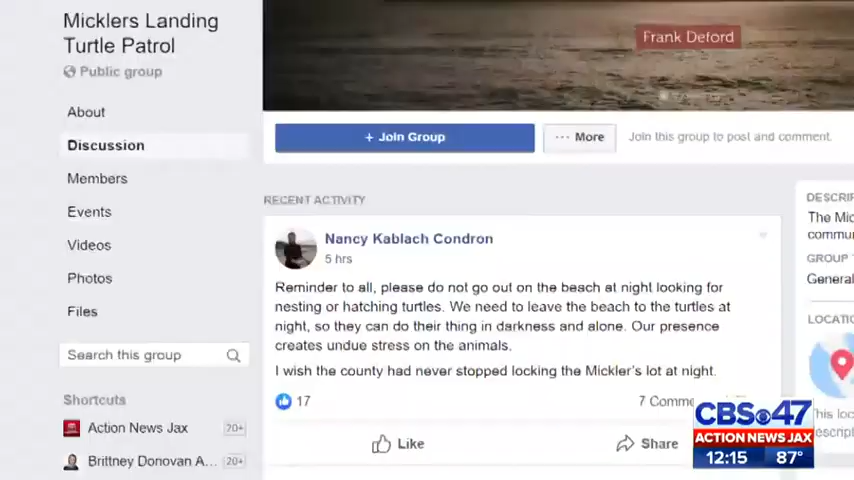 Micklers Landing
Turtle Patrol
Public group
About
Discussion
Members
Events
Videos
Photos
Files
Search this group
Shortcuts
Action News Jax 20+
Brittney Donovan A... 20+
Frank Deford
+ Join Group
··· More
Join this group to post and comment.
RECENT ACTIVITY
Nancy Kablach Condron
5 hrs
Reminder to all, please do not go out on the beach at night looking for
nesting or hatching turtles. We need to leave the beach to the turtles at
night, so they can do their thing in darkness and alone. Our presence
creates undue stress on the animals.
I wish the county had never stopped locking the Mickler's lot at night.
17
7 Comme
Like
Share
DESCRIP
The Mic
commu
GROUP T
General
LOCATIO
This loc
descript
CBS 47
ACTION NEWS JAX
12:15 87°